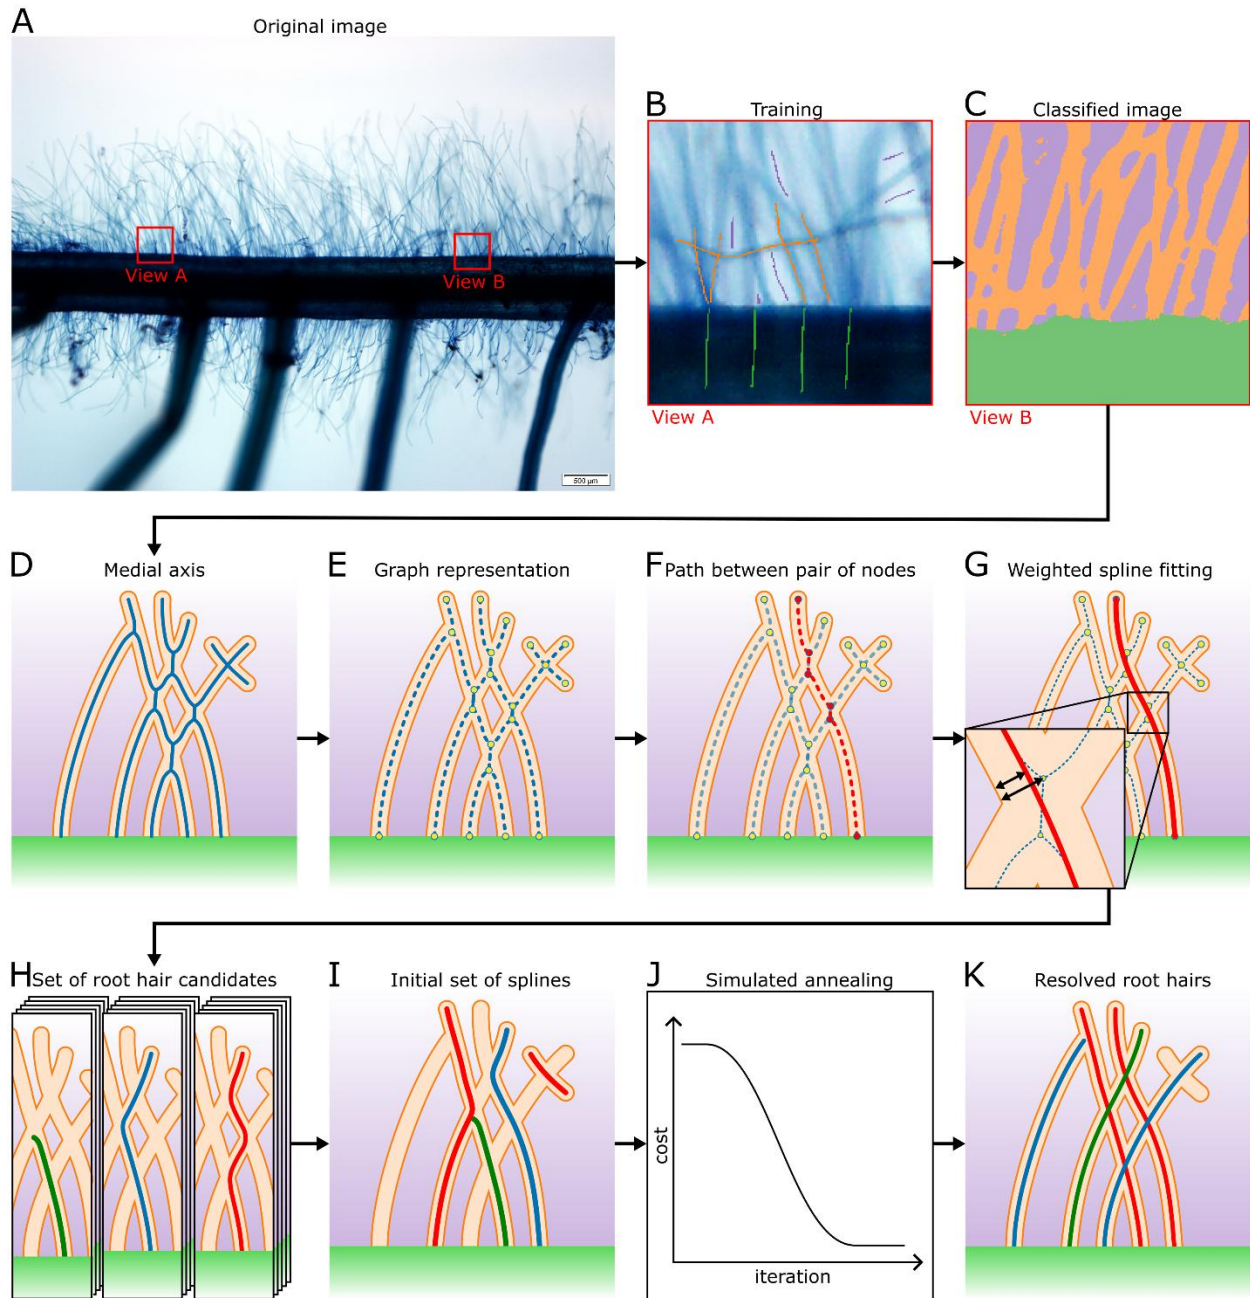 A
Original image
View A
View B
500 µm
B
Training
View A
C
Classified image
View B
D
Medial axis
E
Graph representation
F
Path between pair of nodes
G
Weighted spline fitting
H
Set of root hair candidates
I
Initial set of splines
J
Simulated annealing
cost
iteration
K
Resolved root hairs